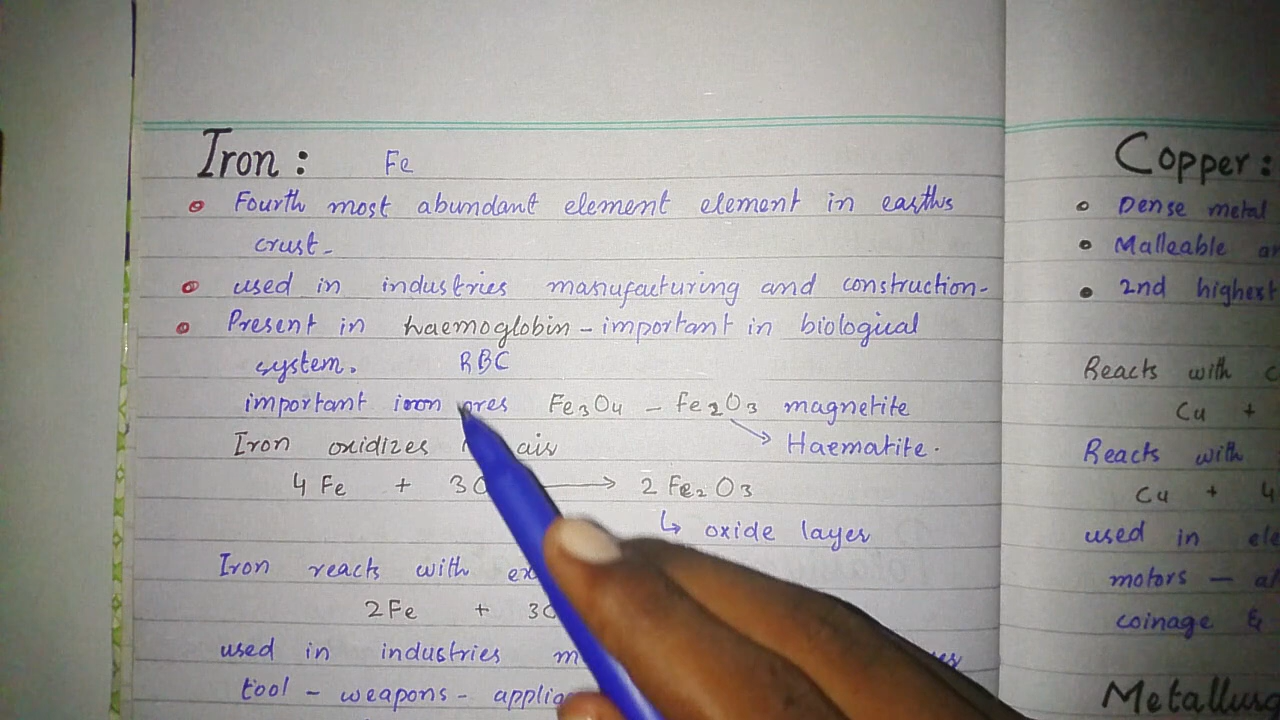 Iron: Fe
Fourth most abundant element element in earths
crust.
used in industries manufacturing and construction.
Present in haemoglobin - important in biological
system. RBC
important iron ores Fe3O4 - Fe2O3 magnetite
Iron oxidizes air → Haematite.
4 Fe + 3O → 2 Fe2O3
↳ oxide layer
Iron reacts with
2Fe + 3
used in industries
tool - weapons -
Copper:
Dense metal
Malleable
2nd highest
Reacts with
Cu +
Reacts with
Cu + 4
used in
motors -
coinage &